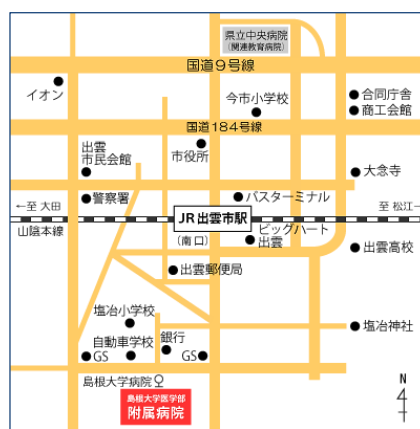 県立中央病院
(関連教育病院)
国道9号線
イオン
合同庁舎
今市小学校
商工会館
国道184号線
出雲
市民会館
市役所
大念寺
警察署
バスターミナル
←至 大田
JR出雲市駅
至 松江→
山陰本線
(南口)
ビッグハート
出雲
出雲高校
出雲郵便局
塩冶小学校
塩冶神社
自動車学校
銀行
GS
GS
島根大学病院
島根大学医学部
附属病院
N
4